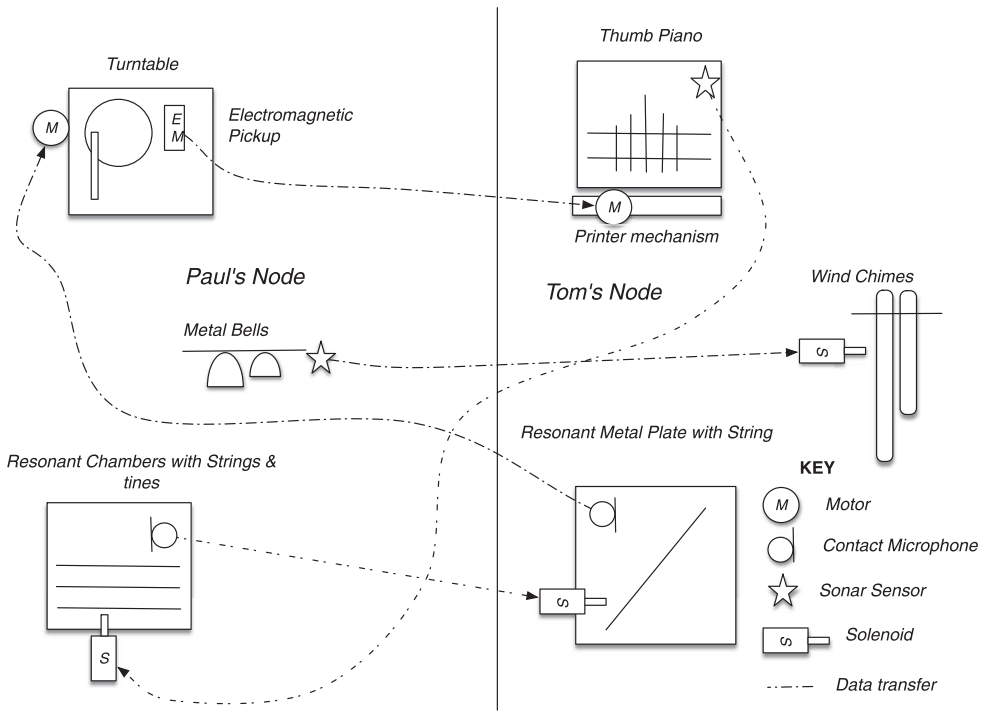 Thumb Piano
Turntable
Electromagnetic
Pickup
M
E
M
M
Printer mechanism
Paul's Node
Tom's Node
Wind Chimes
Metal Bells
S
Resonant Metal Plate with String
Resonant Chambers with Strings &
tines
KEY
M
Motor
Contact Microphone
Sonar Sensor
S
S
Solenoid
S
Data transfer